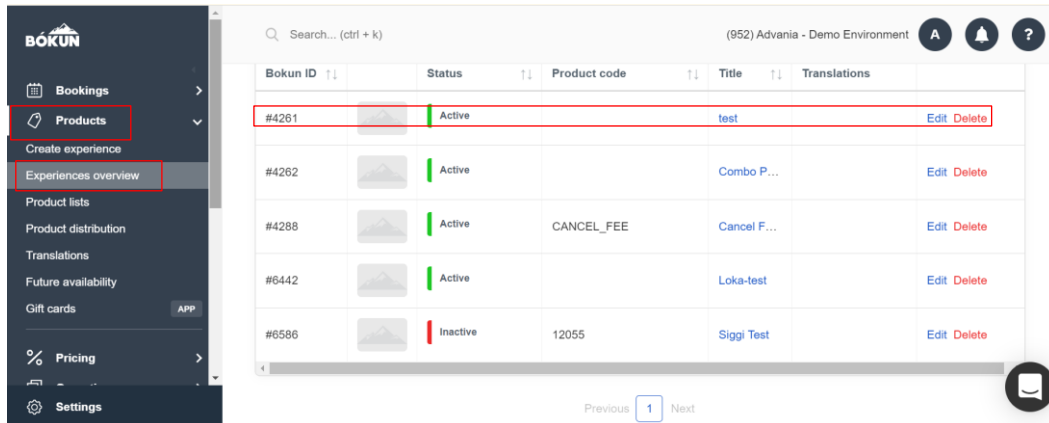 BÓKUN
Search... (ctrl + k)
(952) Advania - Demo Environment
A
?
Bookings
Products
Create experience
Experiences overview
Product lists
Product distribution
Translations
Future availability
Gift cards APP
Pricing
Settings
Bokun ID Status Product code Title Translations
#4261 Active test Edit Delete
#4262 Active Combo P... Edit Delete
#4288 Active CANCEL_FEE Cancel F... Edit Delete
#6442 Active Loka-test Edit Delete
#6586 Inactive 12055 Siggi Test Edit Delete
Previous 1 Next